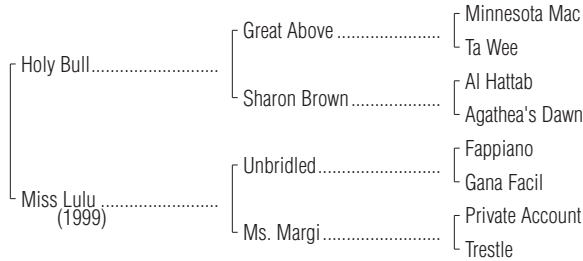 Minnesota Mac
Great Above
Ta Wee
Holy Bull
Al Hattab
Sharon Brown
Agathea's Dawn
Fappiano
Unbridled
Gana Facil
Miss Lulu
(1999)
Private Account
Ms. Margi
Trestle